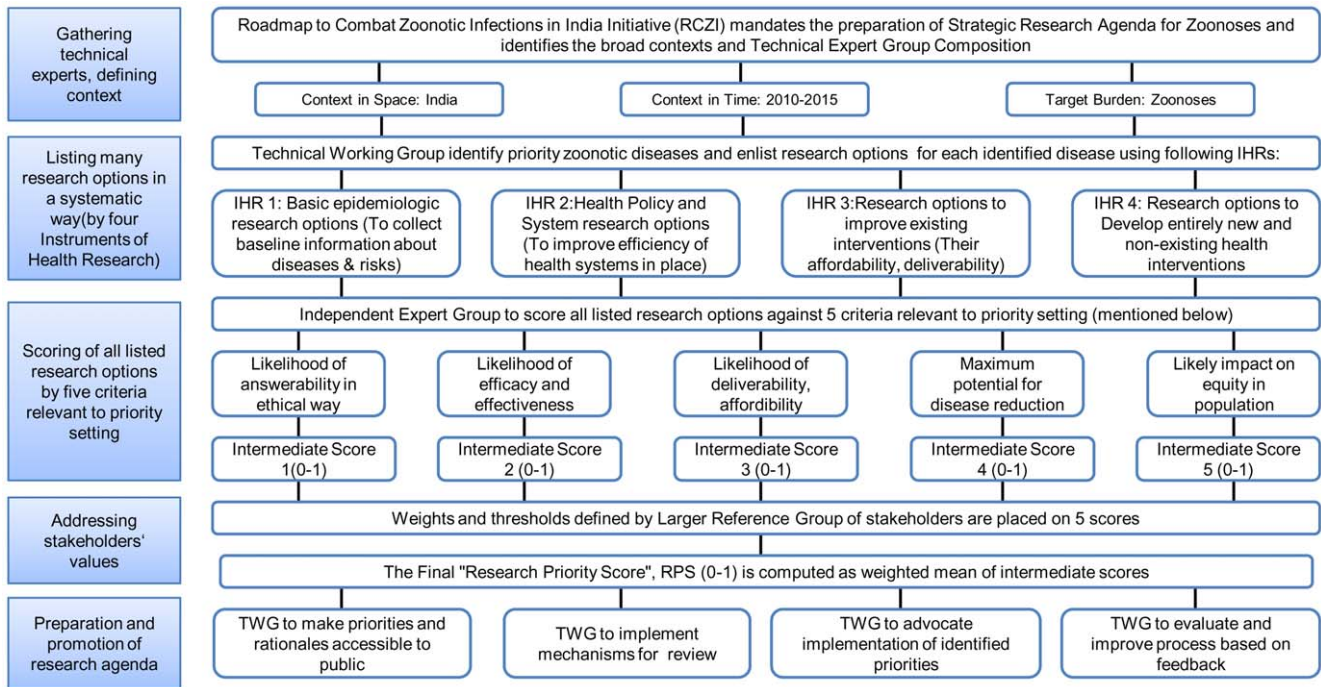 Gathering
technical
experts, defining
context
Roadmap to Combat Zoonotic Infections in India Initiative (RCZI) mandates the preparation of Strategic Research Agenda for Zoonoses and
identifies the broad contexts and Technical Expert Group Composition
Context in Space: India
Context in Time: 2010-2015
Target Burden: Zoonoses
Listing many
research options in
a systematic
way(by four
Instruments of
Health Research)
Technical Working Group identify priority zoonotic diseases and enlist research options for each identified disease using following IHRs:
IHR 1: Basic epidemiologic
research options (To collect
baseline information about
diseases & risks)
IHR 2:Health Policy and
System research options
(To improve efficiency of
health systems in place)
IHR 3:Research options to
improve existing
interventions (Their
affordability, deliverability)
IHR 4: Research options to
Develop entirely new and
non-existing health
interventions
Scoring of all listed
research options
by five criteria
relevant to priority
setting
Independent Expert Group to score all listed research options against 5 criteria relevant to priority setting (mentioned below)
Likelihood of
answerability in
ethical way
Likelihood of
efficacy and
effectiveness
Likelihood of
deliverability,
affordibility
Maximum
potential for
disease reduction
Likely impact on
equity in
population
Intermediate Score
1(0-1)
Intermediate Score
2 (0-1)
Intermediate Score
3 (0-1)
Intermediate Score
4 (0-1)
Intermediate Score
5 (0-1)
Addressing
stakeholders‘
values
Weights and thresholds defined by Larger Reference Group of stakeholders are placed on 5 scores
The Final "Research Priority Score", RPS (0-1) is computed as weighted mean of intermediate scores
Preparation and
promotion of
research agenda
TWG to make priorities and
rationales accessible to
public
TWG to implement
mechanisms for review
TWG to advocate
implementation of identified
priorities
TWG to evaluate and
improve process based on
feedback